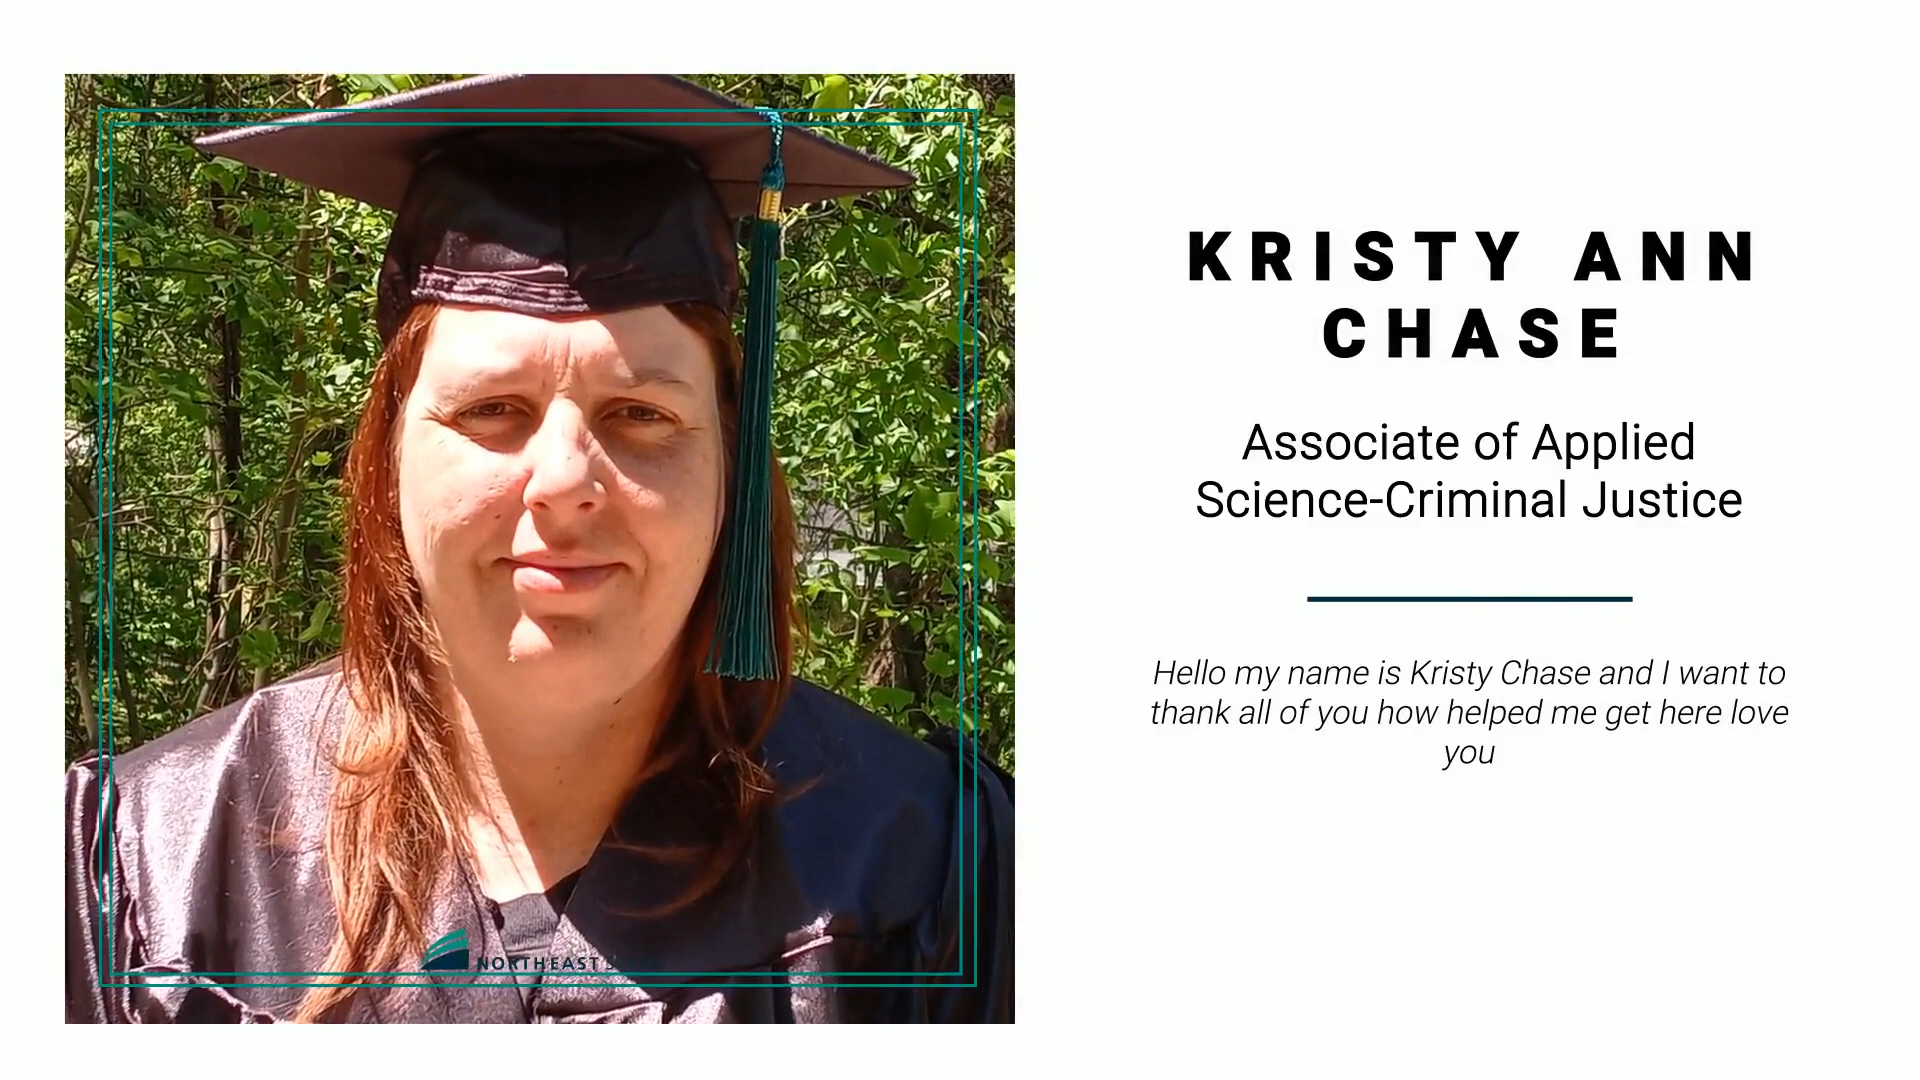 KRISTY ANN
CHASE
Associate of Applied
Science-Criminal Justice
Hello my name is Kristy Chase and I want to
thank all of you how helped me get here love
you
NORTHEAST